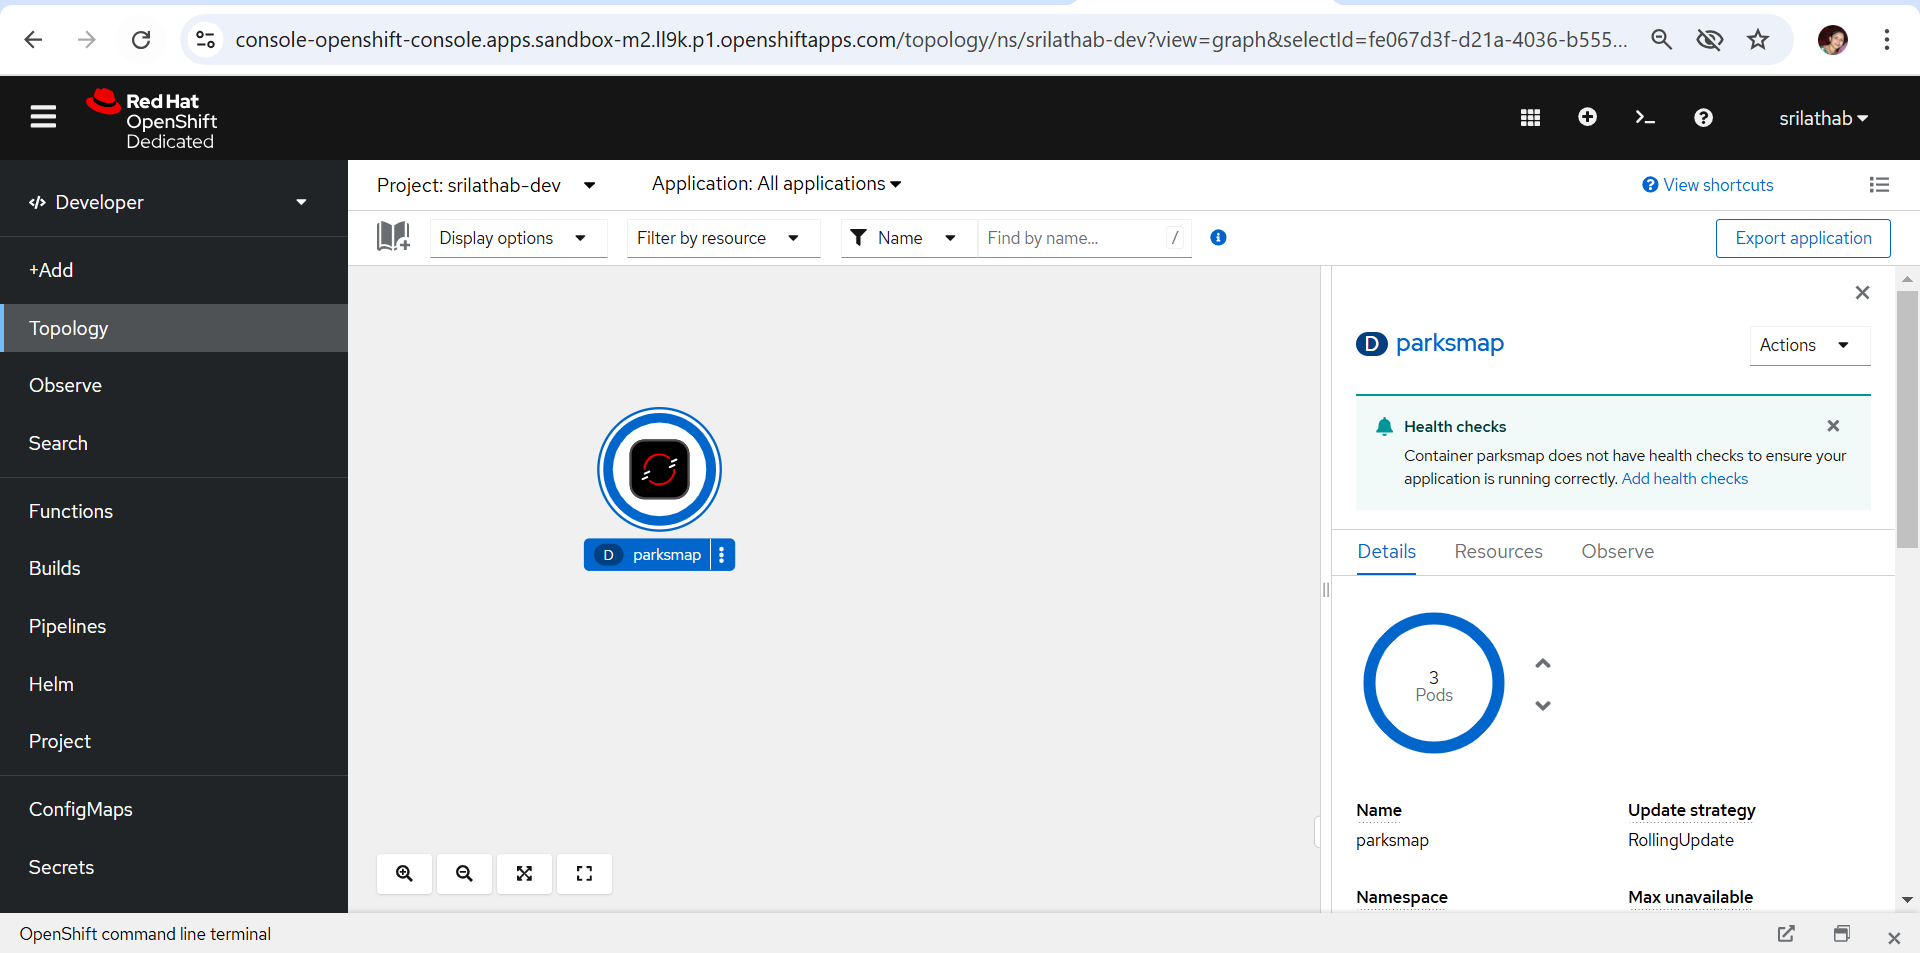 console-openshift-console.apps.sandbox-m2.ll9k.p1.openshiftapps.com/topology/ns/srilathab-dev?view=graph&selectId=fe067d3f-d21a-4036-b555...
Red Hat
OpenShift
Dedicated
srilathab
Developer
+Add
Topology
Observe
Search
Functions
Builds
Pipelines
Helm
Project
ConfigMaps
Secrets
Project: srilathab-dev
Application: All applications
View shortcuts
Display options
Filter by resource
Name
Find by name...
/
Export application
D parksmap
D parksmap
Actions
Health checks
Container parksmap does not have health checks to ensure your
application is running correctly. Add health checks
Details
Resources
Observe
3
Pods
Name
parksmap
Update strategy
RollingUpdate
Namespace
Max unavailable
OpenShift command line terminal